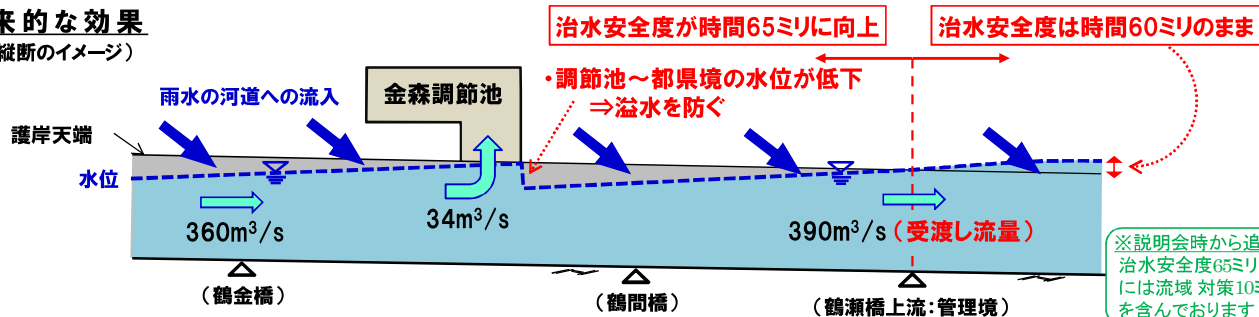 来的な効果
縦断のイメージ)
治水安全度が時間65ミリに向上
治水安全度は時間60ミリのまま
雨水の河道への流入
金森調節池
・調節池～都県境の水位が低下
⇒溢水を防ぐ
護岸天端
水位
360m³/s
34m³/s
390m³/s(受渡し流量)
(鶴金橋)
(鶴間橋)
(鶴瀬橋上流:管理境)
※説明会時から追
治水安全度65ミリ
には流域 対策10ミ
を含んでおります